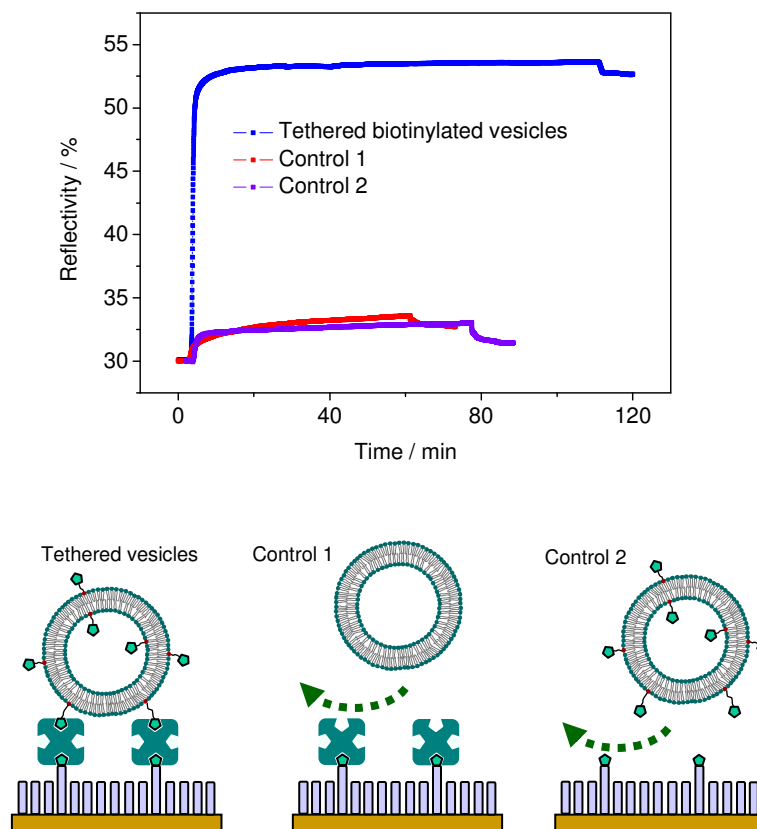 55
50
45
40
35
30
Reflectivity / %
Tethered biotinylated vesicles
Control 1
Control 2
0 40 80 120
Time / min
Tethered vesicles
Control 1
Control 2